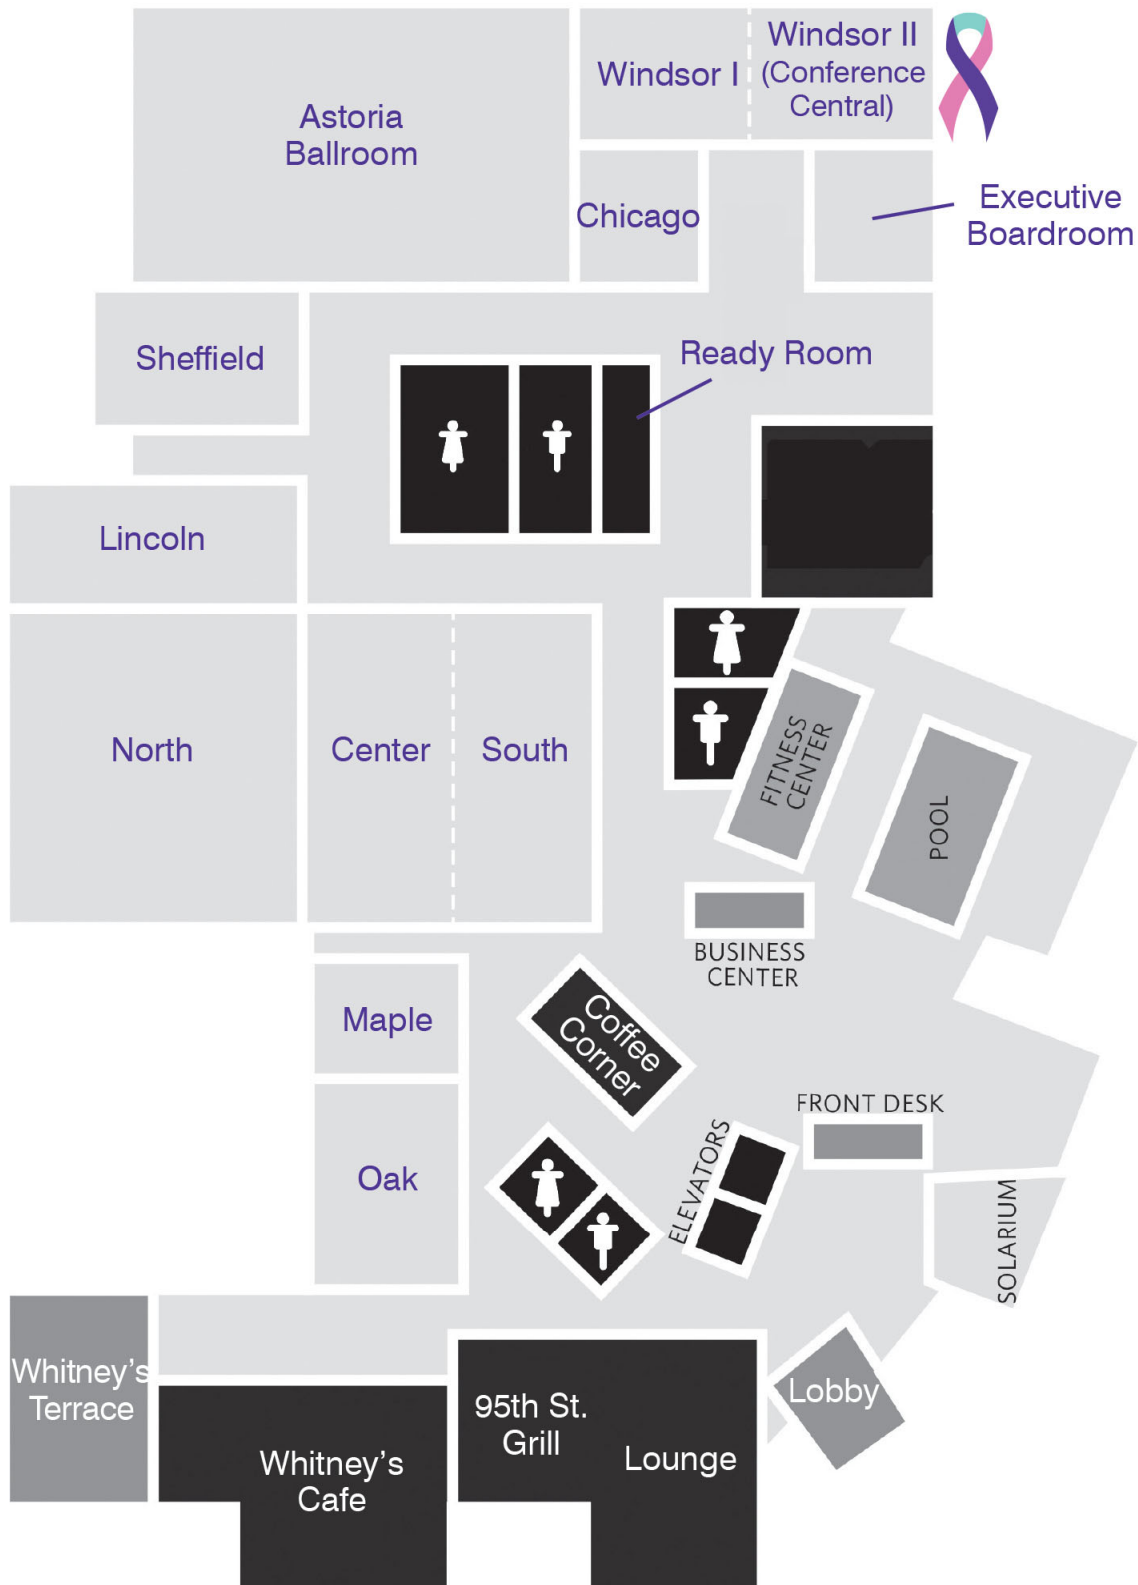 Astoria
Ballroom
Windsor I
Windsor II
(Conference
Central)
Chicago
Executive
Boardroom
Sheffield
Ready Room
Lincoln
North
Center
South
FITNESS
CENTER
POOL
BUSINESS
CENTER
Maple
Coffee
Corner
FRONT DESK
ELEVATORS
Oak
SOLARIUM
Whitney's
Terrace
95th St.
Grill
Lobby
Whitney's
Cafe
Lounge